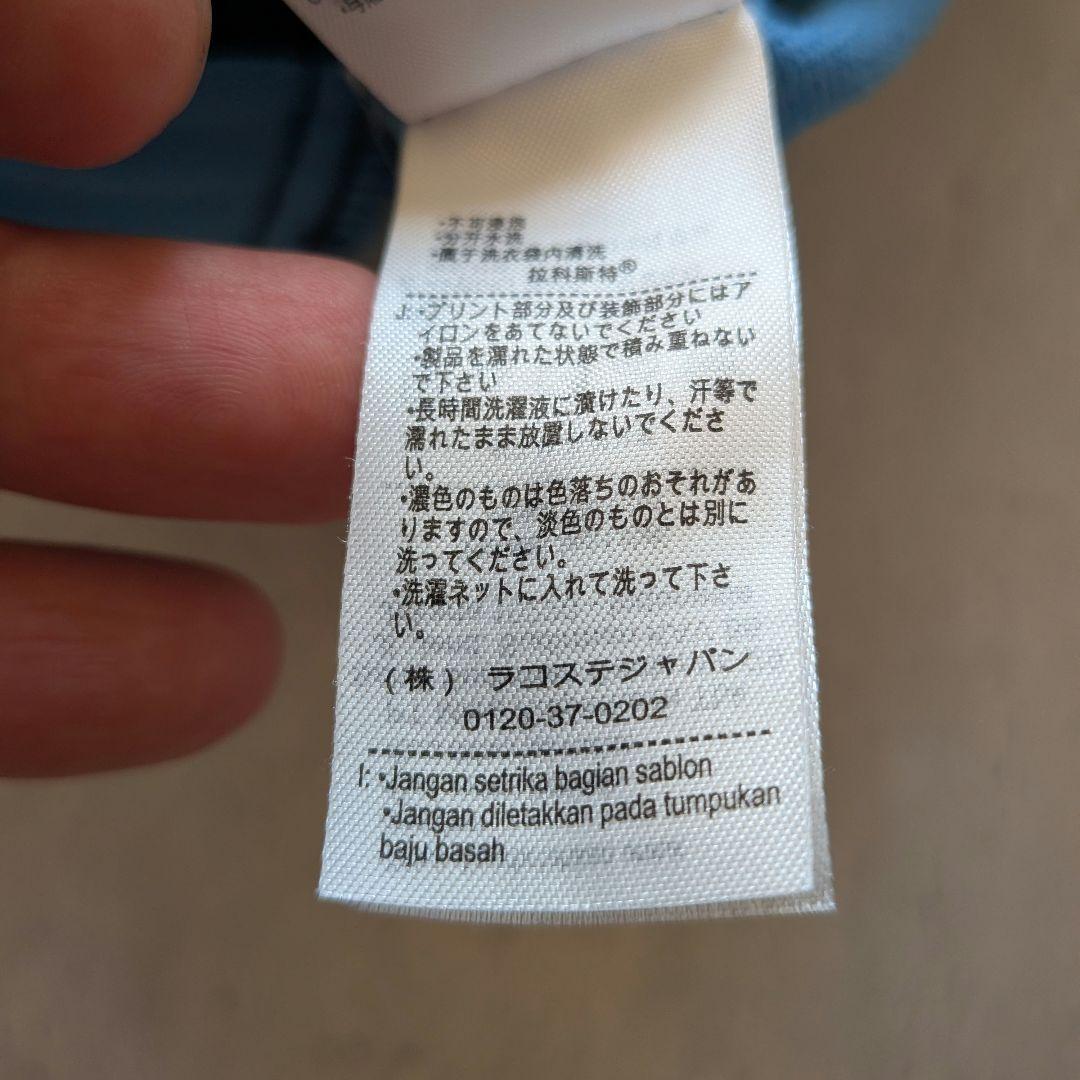 •不可漂白
•分开水洗
•置于洗衣袋内清洗
拉科斯特®
J: •プリント部分及び装飾部分にはア
イロンをあてないでください
•製品を濡れた状態で積み重ねない
で下さい
•長時間洗濯液に漬けたり、汗等で
濡れたまま放置しないでくださ
い。
•濃色のものは色落ちのおそれがあ
りますので、淡色のものとは別に
洗ってください。
•洗濯ネットに入れて洗って下さ
い。
(株) ラコステジャパン
0120-37-0202
I: •Jangan setrika bagian sablon
•Jangan diletakkan pada tumpukan
baju basah